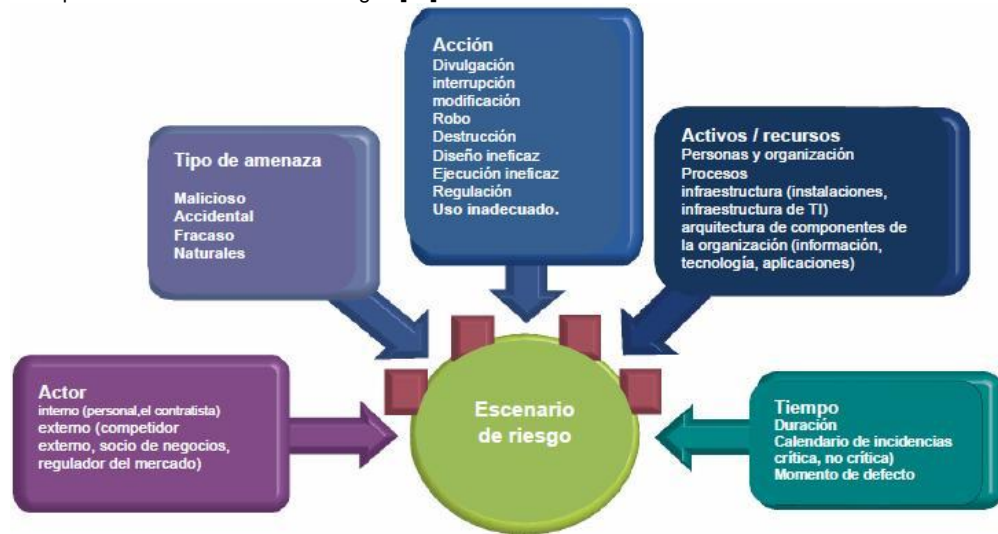 Acción
Divulgación
interrupción
modificación
Robo
Destrucción
Diseño ineficaz
Ejecución ineficaz
Regulación
Uso inadecuado.
Tipo de amenaza
Malicioso
Accidental
Fracaso
Naturales
Activos / recursos
Personas y organización
Procesos
infraestructura (instalaciones,
infraestructura de TI)
arquitectura de componentes de
la organización (información,
tecnología, aplicaciones)
Actor
interno (personal,el contratista)
externo (competidor
externo, socio de negocios,
regulador del mercado)
Escenario
de riesgo
Tiempo
Duración
Calendario de incidencias
crítica, no crítica)
Momento de defecto